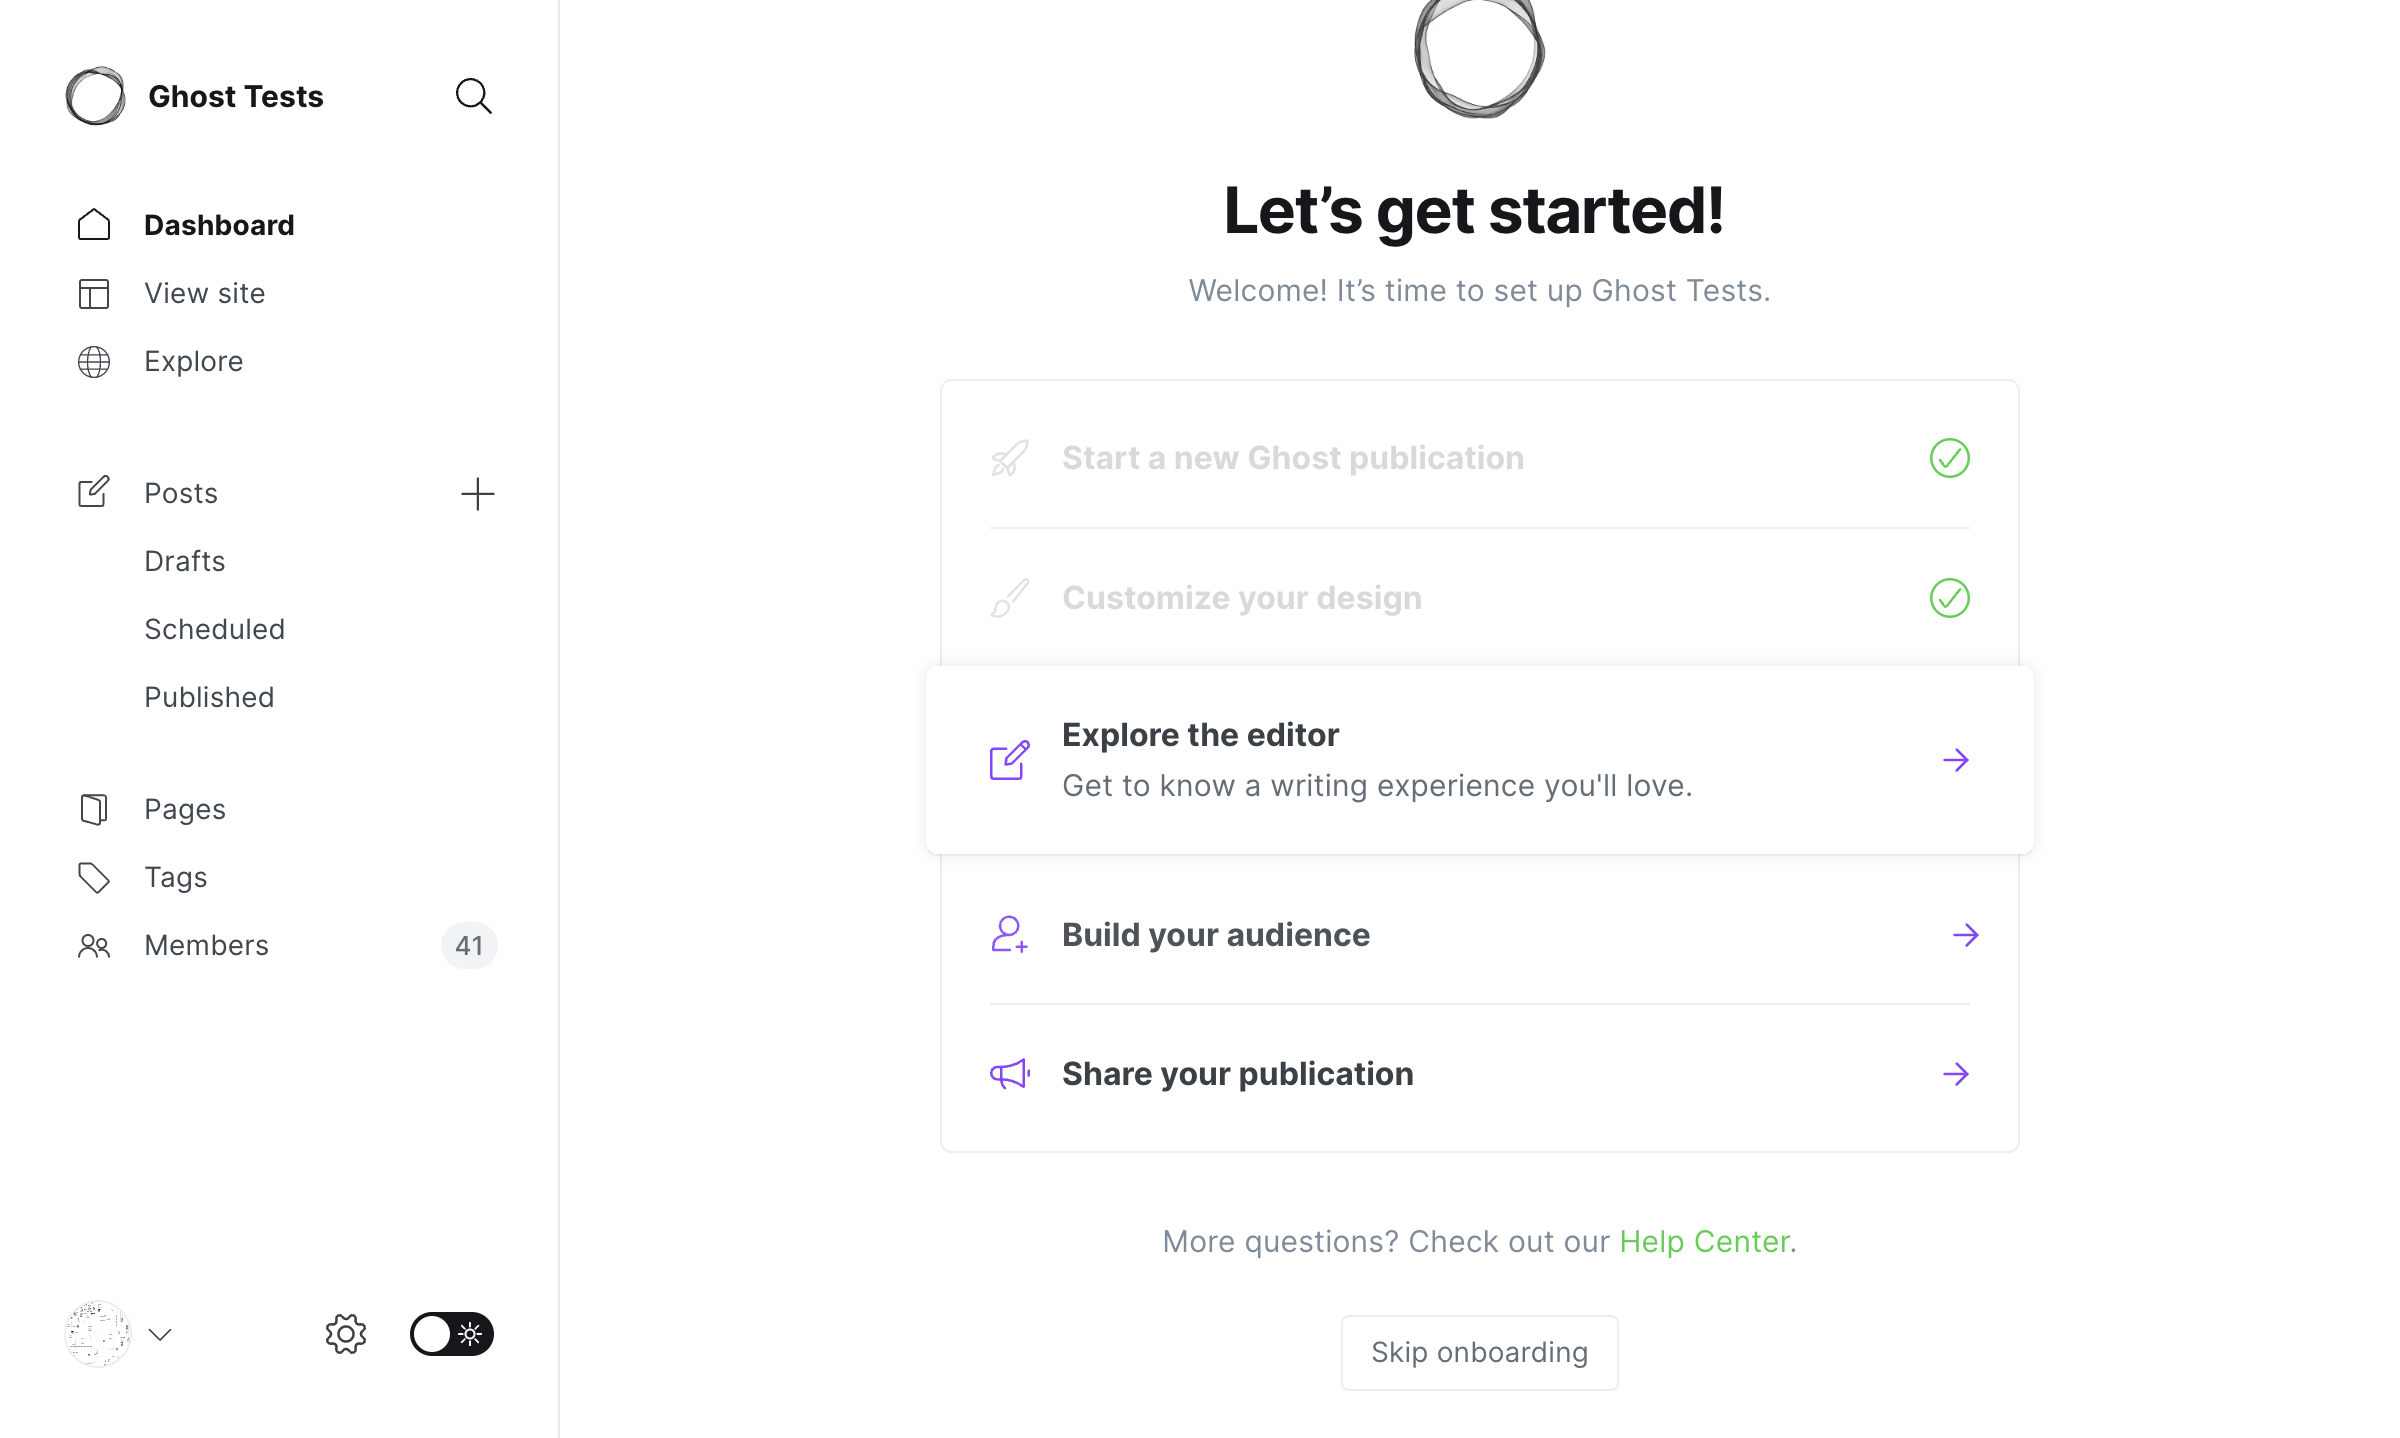 Ghost Tests
Dashboard
View site
Explore
Posts
Drafts
Scheduled
Published
Pages
Tags
Members 41
Let’s get started!
Welcome! It’s time to set up Ghost Tests.
Start a new Ghost publication
Customize your design
Explore the editor
Get to know a writing experience you'll love.
Build your audience
Share your publication
More questions? Check out our Help Center.
Skip onboarding